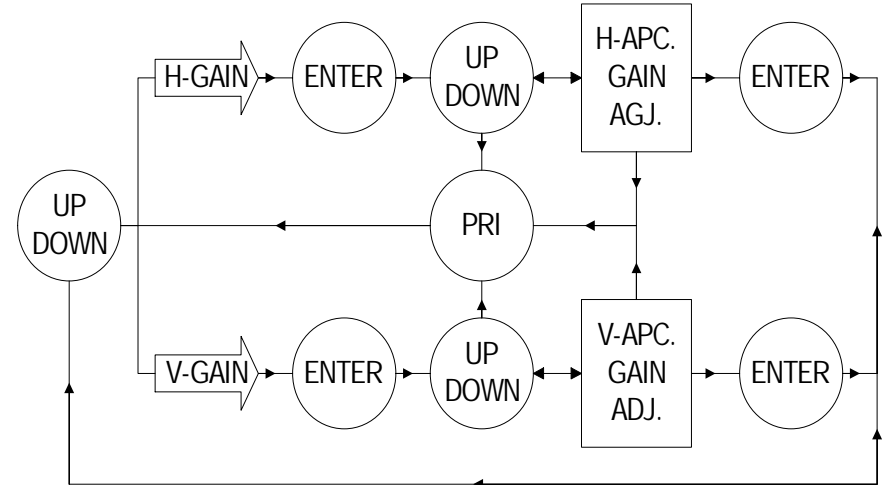 H-GAIN
ENTER
UP
DOWN
H-APC.
GAIN
AGJ.
ENTER
UP
DOWN
PRI
V-GAIN
ENTER
UP
DOWN
V-APC.
GAIN
ADJ.
ENTER